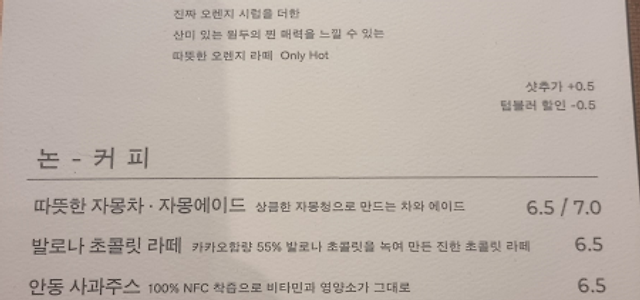 진짜 오렌지 시럽을 더한
산미 있는 원두의 찐 매력을 느낄 수 있는
따뜻한 오렌지 라떼 Only Hot
샷추가 +0.5
텀블러 할인 -0.5
논 - 커 피
따뜻한 자몽차 · 자몽에이드 상큼한 자몽청으로 만드는 차와 에이드 6.5 / 7.0
발로나 초콜릿 라떼 카카오함량 55% 발로나 초콜릿을 녹여 만든 진한 초콜릿 라떼 6.5
안동 사과주스 100% NFC 착즙으로 비타민과 영양소가 그대로 6.5